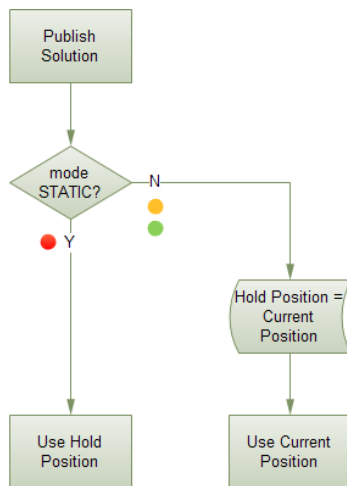 Publish
Solution
mode
STATIC?
N
Y
Hold Position =
Current
Position
Use Hold
Position
Use Current
Position